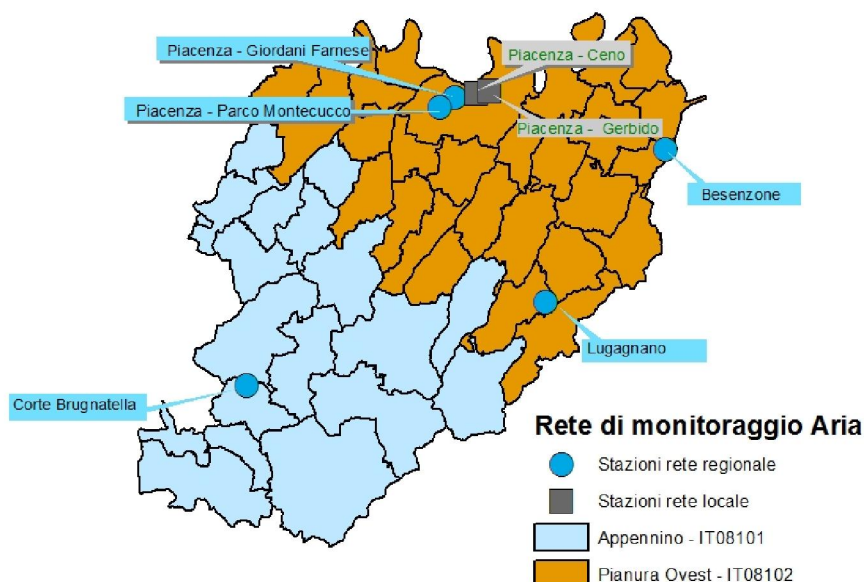 Piacenza - Giordani Farnese
Piacenza - Ceno
Piacenza - Parco Montecucco
Piacenza - Gerbido
Besenzone
Lugagnano
Corte Brugnatella
Rete di monitoraggio Aria
Stazioni rete regionale
Stazioni rete locale
Appennino - IT08101
Pianura Ovest - IT08102